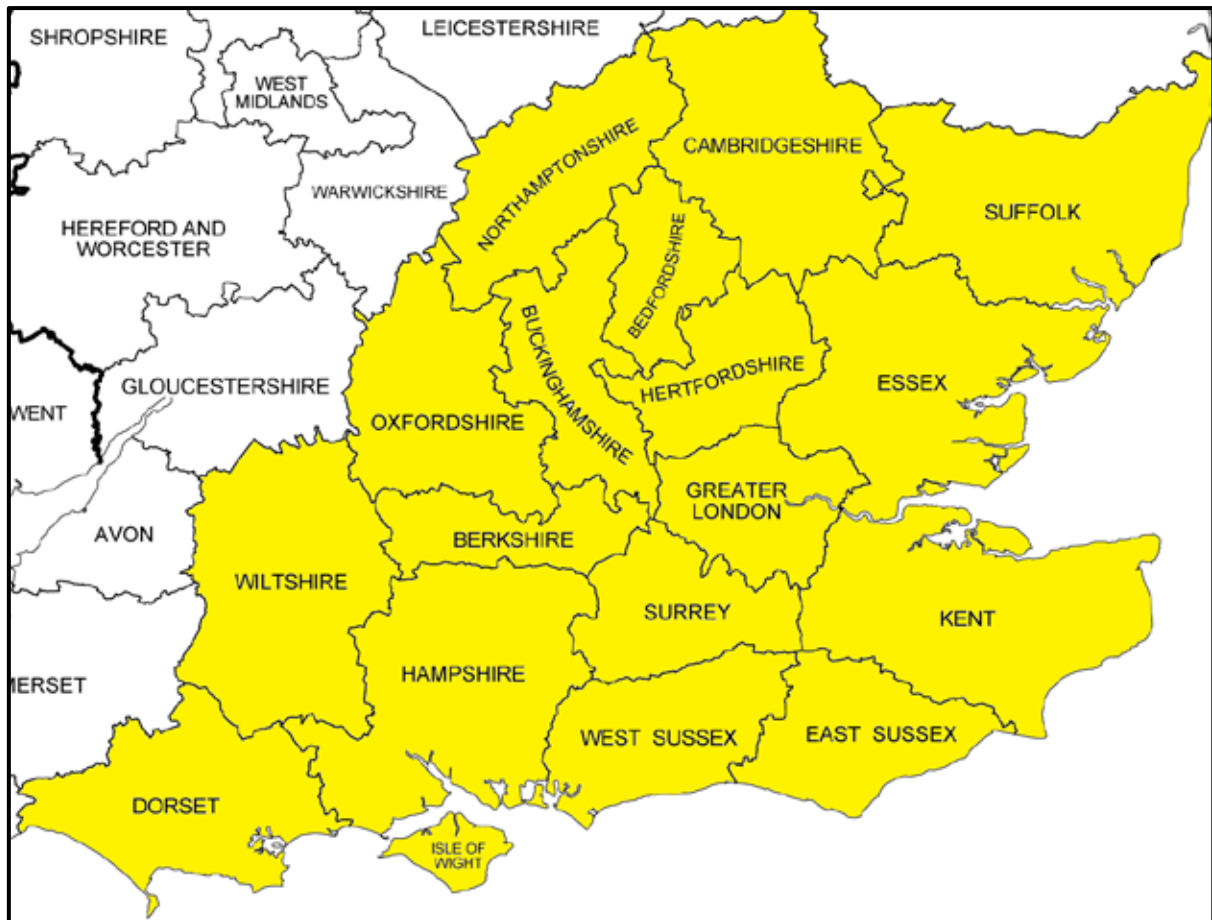 SHROPSHIRE
LEICESTERSHIRE
WEST
MIDLANDS
NORTHAMPTONSHIRE
CAMBRIDGESHIRE
WARWICKSHIRE
HEREFORD AND
WORCESTER
SUFFOLK
BEDFORDSHIRE
BUCKINGHAMSHIRE
HERTFORDSHIRE
ESSEX
GLOUCESTERSHIRE
WENT
OXFORDSHIRE
GREATER
LONDON
AVON
BERKSHIRE
WILTSHIRE
SURREY
KENT
HAMPSHIRE
MERSET
WEST SUSSEX
EAST SUSSEX
DORSET
ISLE OF
WIGHT